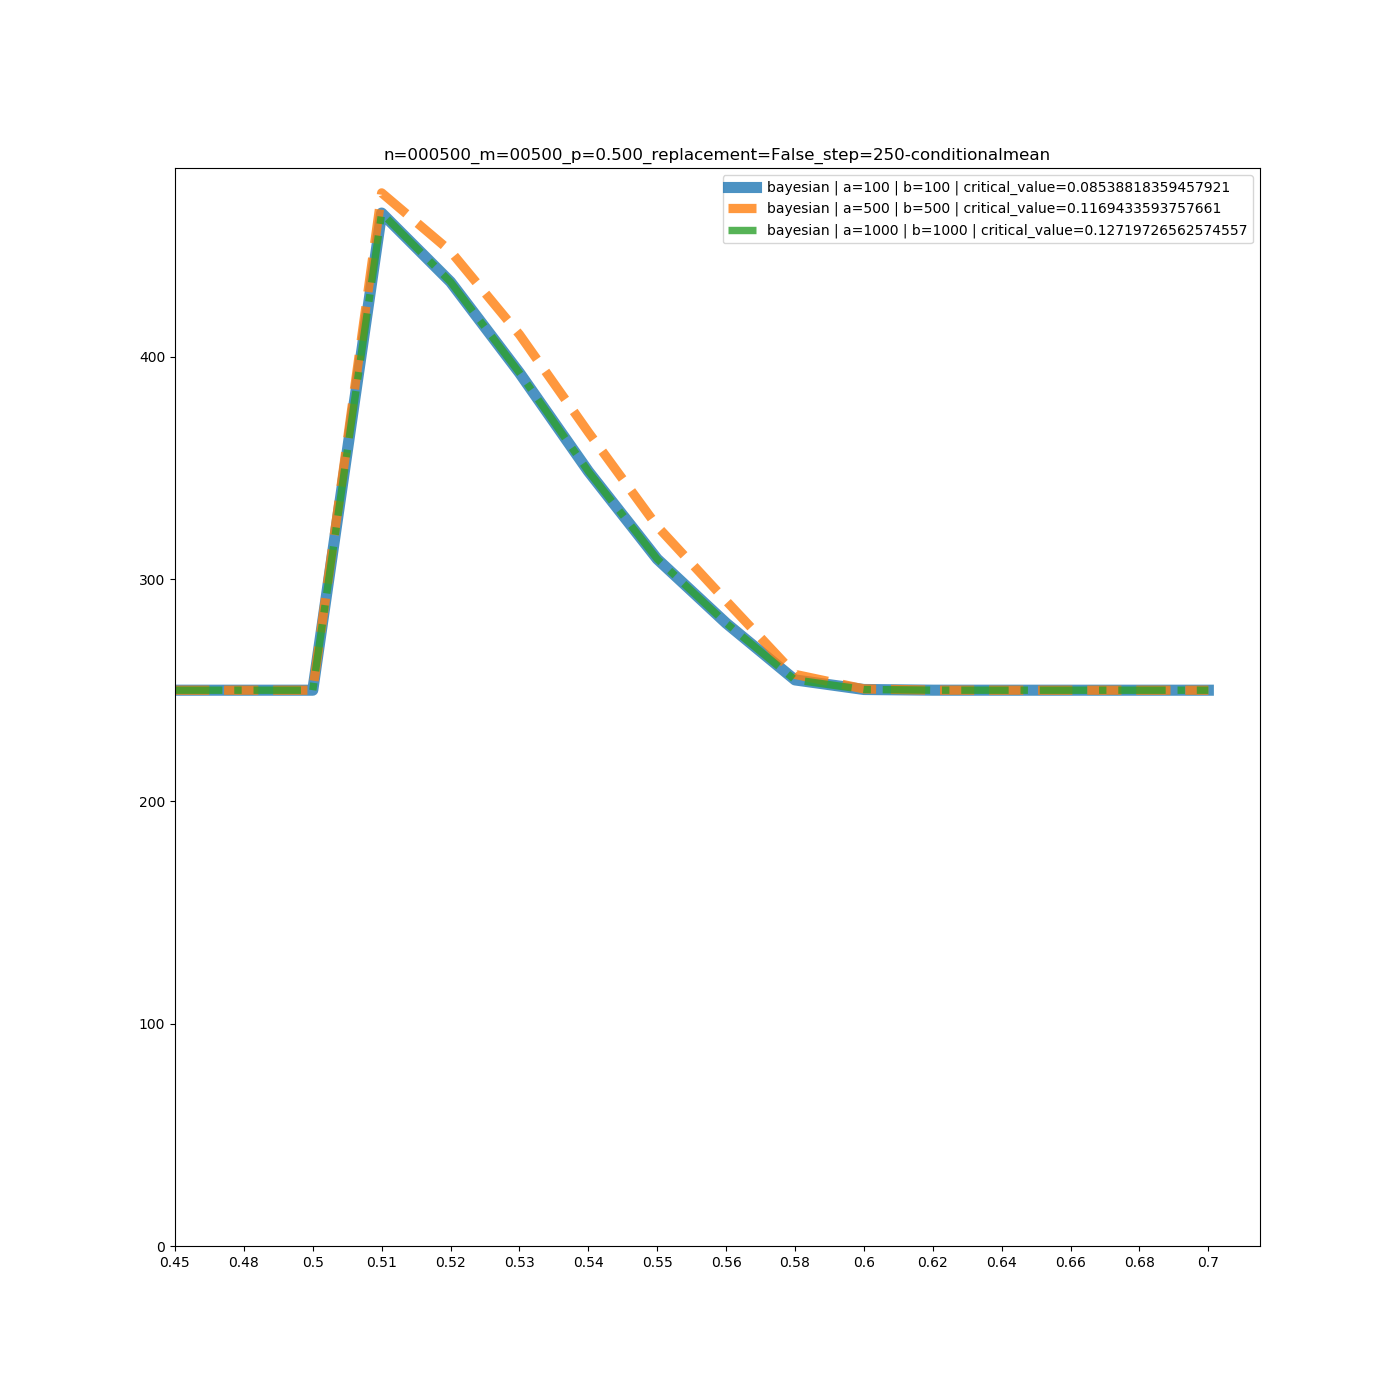 n=000500_m=00500_p=0.500_replacement=False_step=250-conditionalmean
bayesian | a=100 | b=100 | critical_value=0.08538818359457921
bayesian | a=500 | b=500 | critical_value=0.1169433593757661
bayesian | a=1000 | b=1000 | critical_value=0.12719726562574557
400
300
200
100
0
0.45 0.48 0.5 0.51 0.52 0.53 0.54 0.55 0.56 0.58 0.6 0.62 0.64 0.66 0.68 0.7